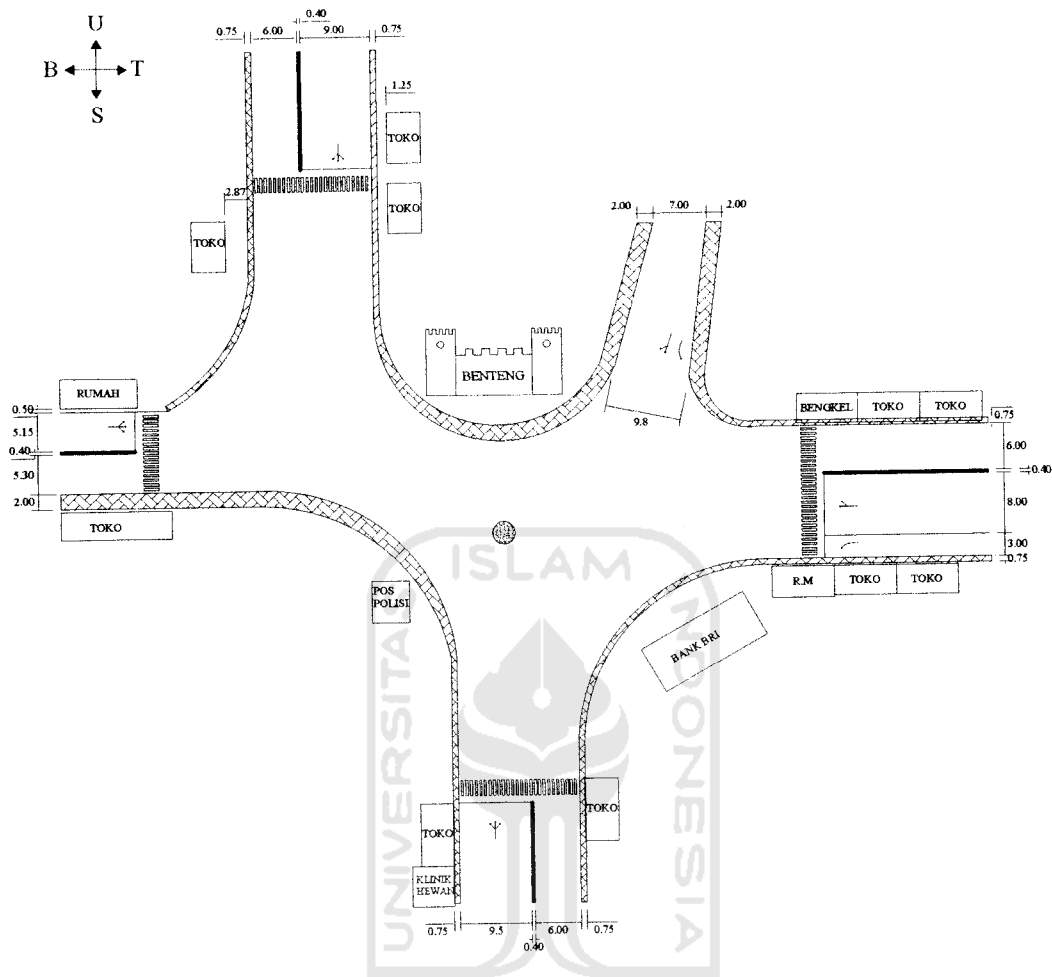 0.40
0.75 6.00 9.00 0.75
U
B T
S
1.25
TOKO
2.87
TOKO
TOKO
2.00 7.00 2.00
BENTENG
RUMAH
9.8
BENGKEL TOKO TOKO
0.50
5.15
0.40
5.30
2.00
TOKO
0.75
6.00
0.40
8.00
3.00
0.75
R.M TOKO TOKO
POS
POLISI
BANK BRI
TOKO
TOKO
KLINIK
HEWAN
0.75 9.5 6.00 0.75
0.40
UNIVERSITAS ISLAM INDONESIA